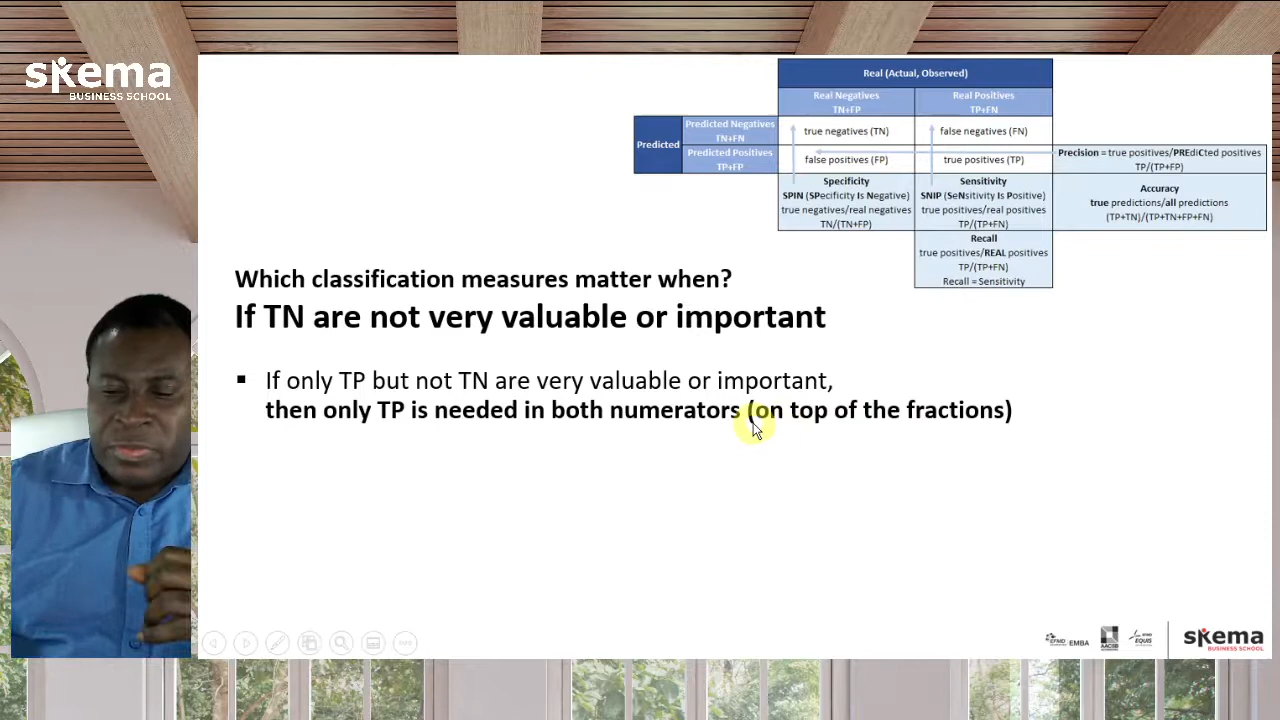 skema
BUSINESS SCHOOL
Real (Actual, Observed)
Real Negatives
TN+FP
Real Positives
TP+FN
Predicted
Predicted Negatives
TN+FN
true negatives (TN)
false negatives (FN)
Predicted Positives
TP+FP
false positives (FP)
true positives (TP)
Precision = true positives/PREdiCted positives
TP/(TP+FP)
Specificity
SPIN (SPecificity Is Negative)
true negatives/real negatives
TN/(TN+FP)
Sensitivity
SNIP (SeNsitivity Is Positive)
true positives/real positives
TP/(TP+FN)
Accuracy
true predictions/all predictions
(TP+TN)/(TP+TN+FP+FN)
Recall
true positives/REAL positives
TP/(TP+FN)
Recall = Sensitivity
Which classification measures matter when?
If TN are not very valuable or important
▪ If only TP but not TN are very valuable or important,
then only TP is needed in both numerators (on top of the fractions)
EMBA
AACSB
EQUIS
skema
BUSINESS SCHOOL